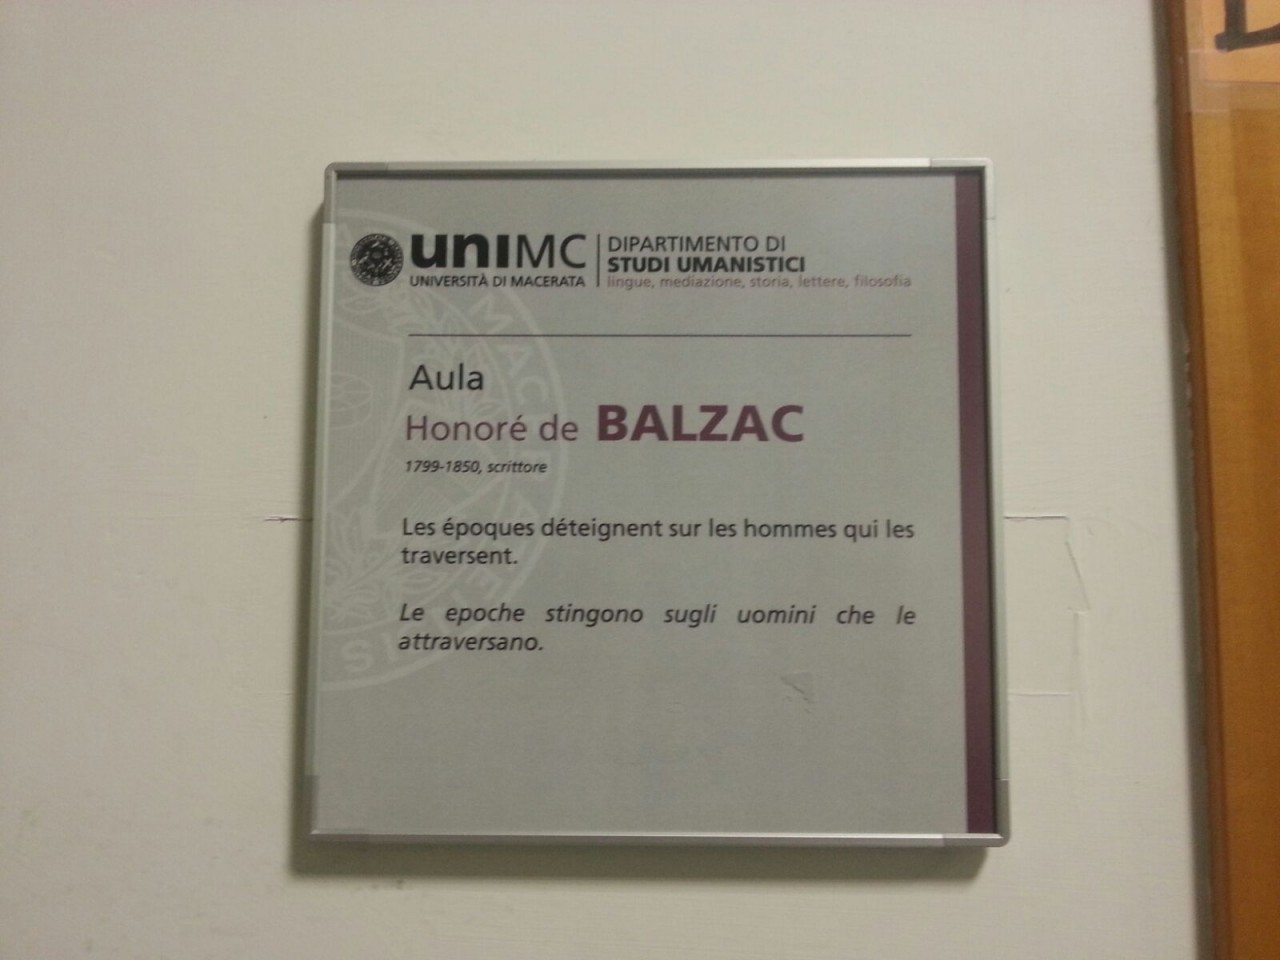 unIMC
UNIVERSITÀ DI MACERATA
DIPARTIMENTO DI
STUDI UMANISTICI
lingue, mediazione, storia, lettere, filosofia
Aula
Honoré de BALZAC
1799-1850, scrittore
Les époques déteignent sur les hommes qui les
traversent.
Le epoche stingono sugli uomini che le
attraversano.